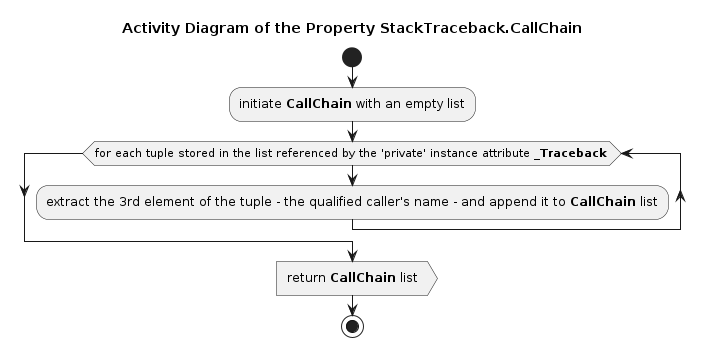 Activity Diagram of the Property StackTraceback.CallChain
initiate CallChain with an empty list
for each tuple stored in the list referenced by the 'private' instance attribute _Traceback
extract the 3rd element of the tuple - the qualified caller's name - and append it to CallChain list
return CallChain list